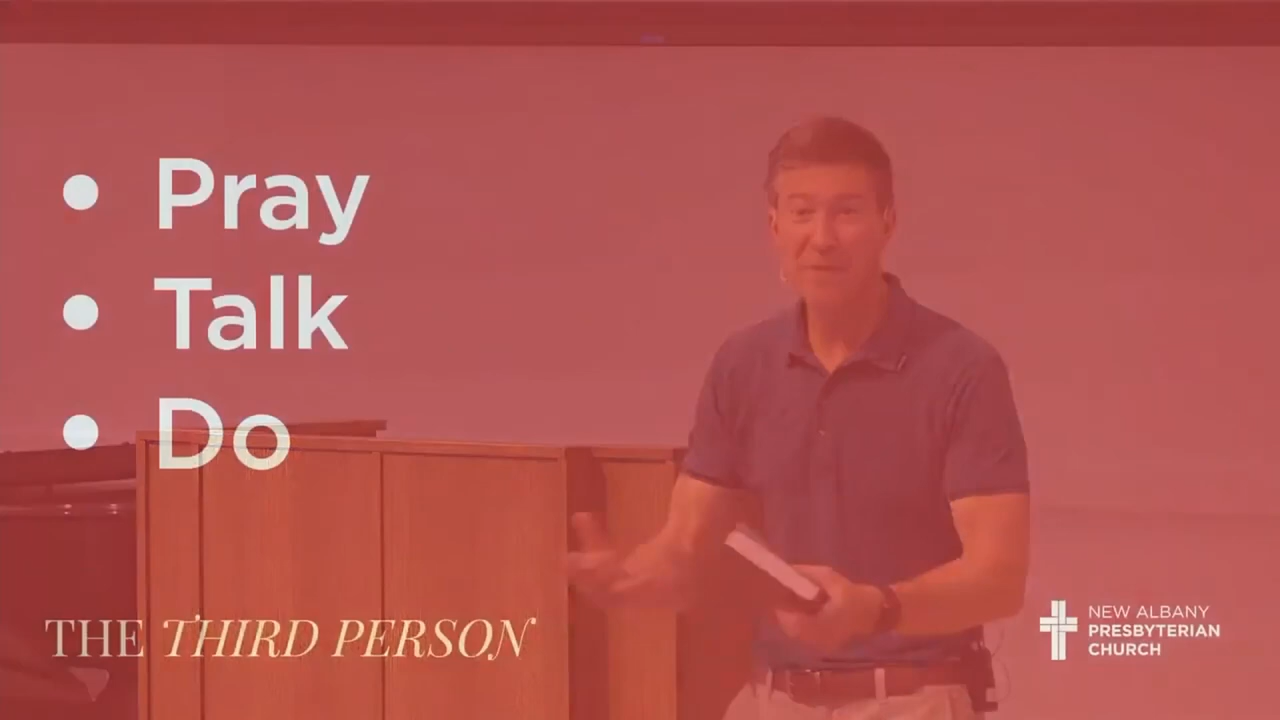 • Pray
• Talk
• Do
THE THIRD PERSON
NEW ALBANY
PRESBYTERIAN
CHURCH